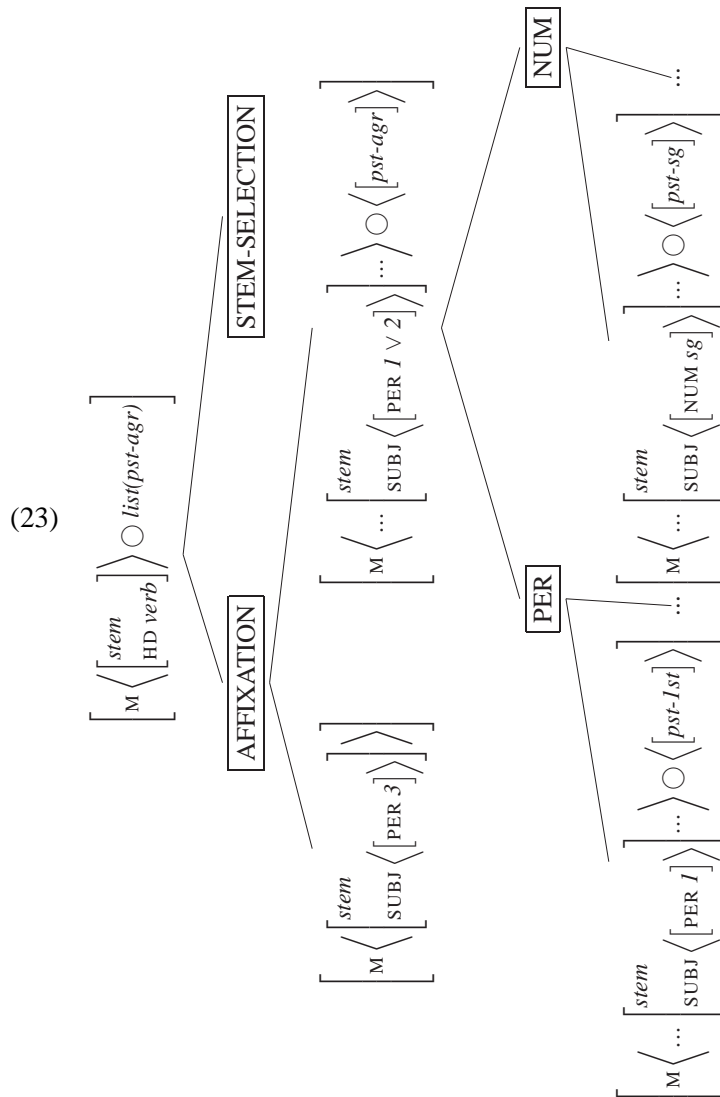 (23)
[M ⟨[stem HD verb]⟩ ○ list(pst-agr)]
AFFIXATION STEM-SELECTION
[M ⟨[stem SUBJ ⟨[PER 3]⟩]⟩] [M ⟨... [stem SUBJ ⟨[PER 1 ∨ 2]⟩] ...⟩ ○ ⟨[pst-agr]⟩]
PER NUM
[M ⟨... [stem SUBJ ⟨[PER 1]⟩] ...⟩ ○ ⟨[pst-1st]⟩] ... [M ⟨... [stem SUBJ ⟨[NUM sg]⟩] ...⟩ ○ ⟨[pst-sg]⟩] ...